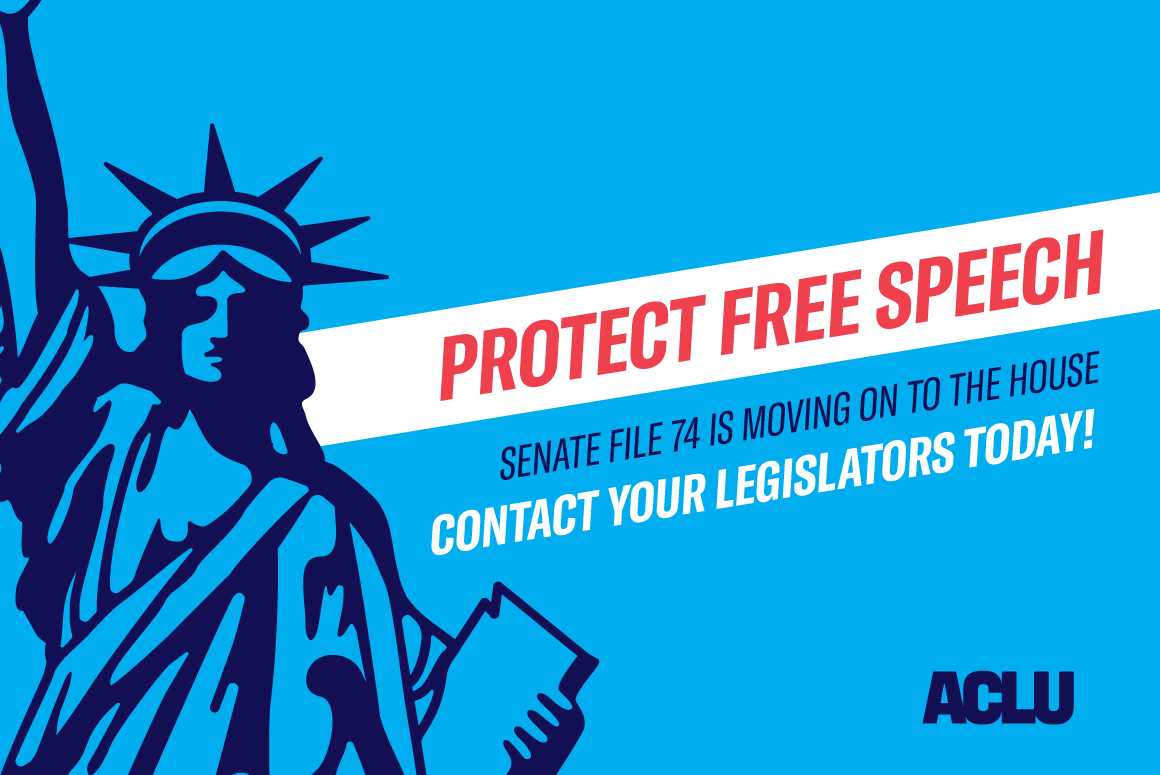 PROTECT FREE SPEECH
SENATE FILE 74 IS MOVING ON TO THE HOUSE
CONTACT YOUR LEGISLATORS TODAY!
ACLU